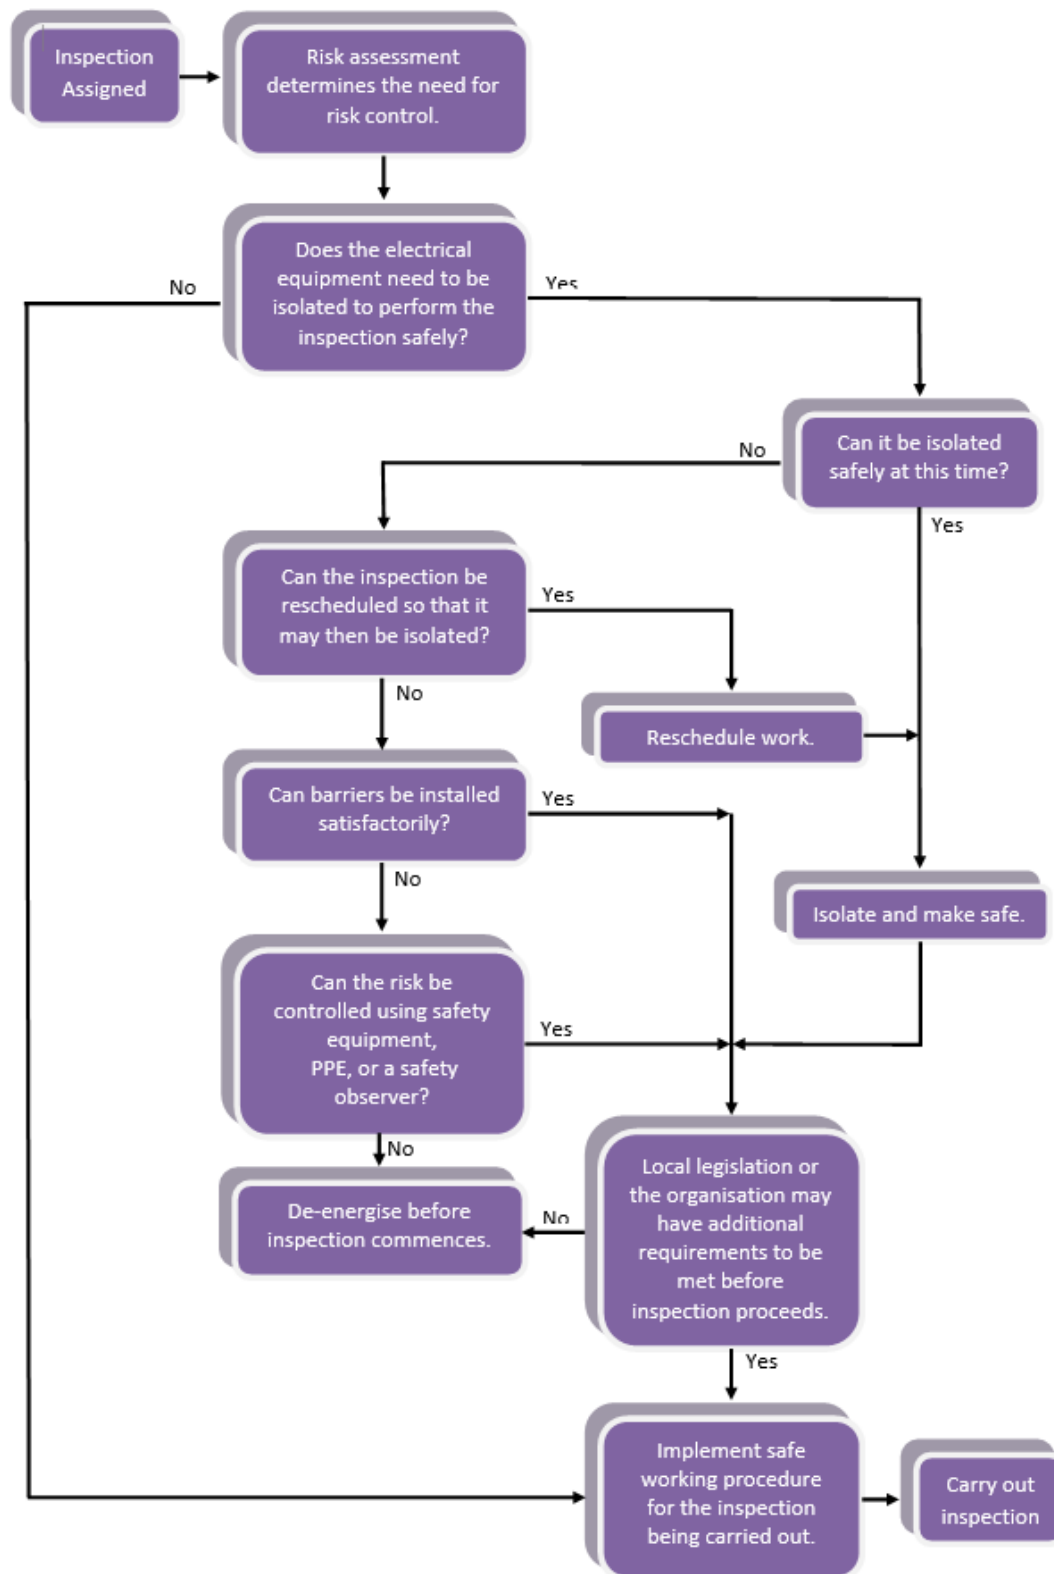 Inspection
Assigned
Risk assessment
determines the need for
risk control.
Does the electrical
equipment need to be
isolated to perform the
inspection safely?
No
Yes
Can it be isolated
safely at this time?
No
Yes
Can the inspection be
rescheduled so that it
may then be isolated?
Yes
No
Reschedule work.
Can barriers be installed
satisfactorily?
Yes
No
Isolate and make safe.
Can the risk be
controlled using safety
equipment,
PPE, or a safety
observer?
Yes
No
De-energise before
inspection commences.
No
Local legislation or
the organisation may
have additional
requirements to be
met before
inspection proceeds.
Yes
Implement safe
working procedure
for the inspection
being carried out.
Carry out
inspection